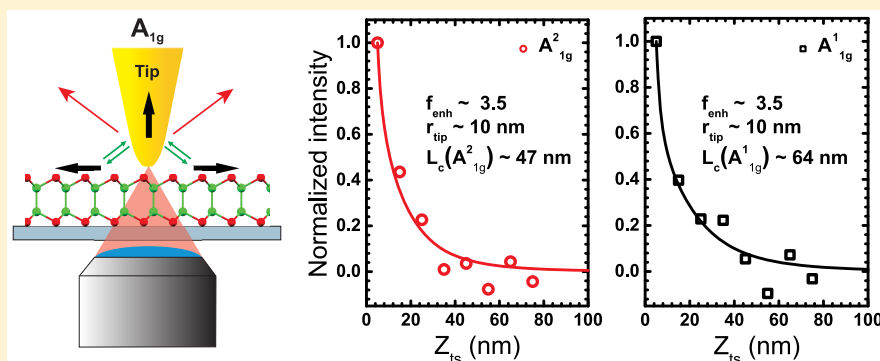 A1g
Tip
Normalized intensity
1.0
0.8
0.6
0.4
0.2
0.0
A²1g
fenh ~ 3.5
rtip ~ 10 nm
Lc(A²1g) ~ 47 nm
0 20 40 60 80 100
Zts (nm)
1.0
0.8
0.6
0.4
0.2
0.0
A¹1g
fenh ~ 3.5
rtip ~ 10 nm
Lc(A¹1g) ~ 64 nm
0 20 40 60 80 100
Zts (nm)